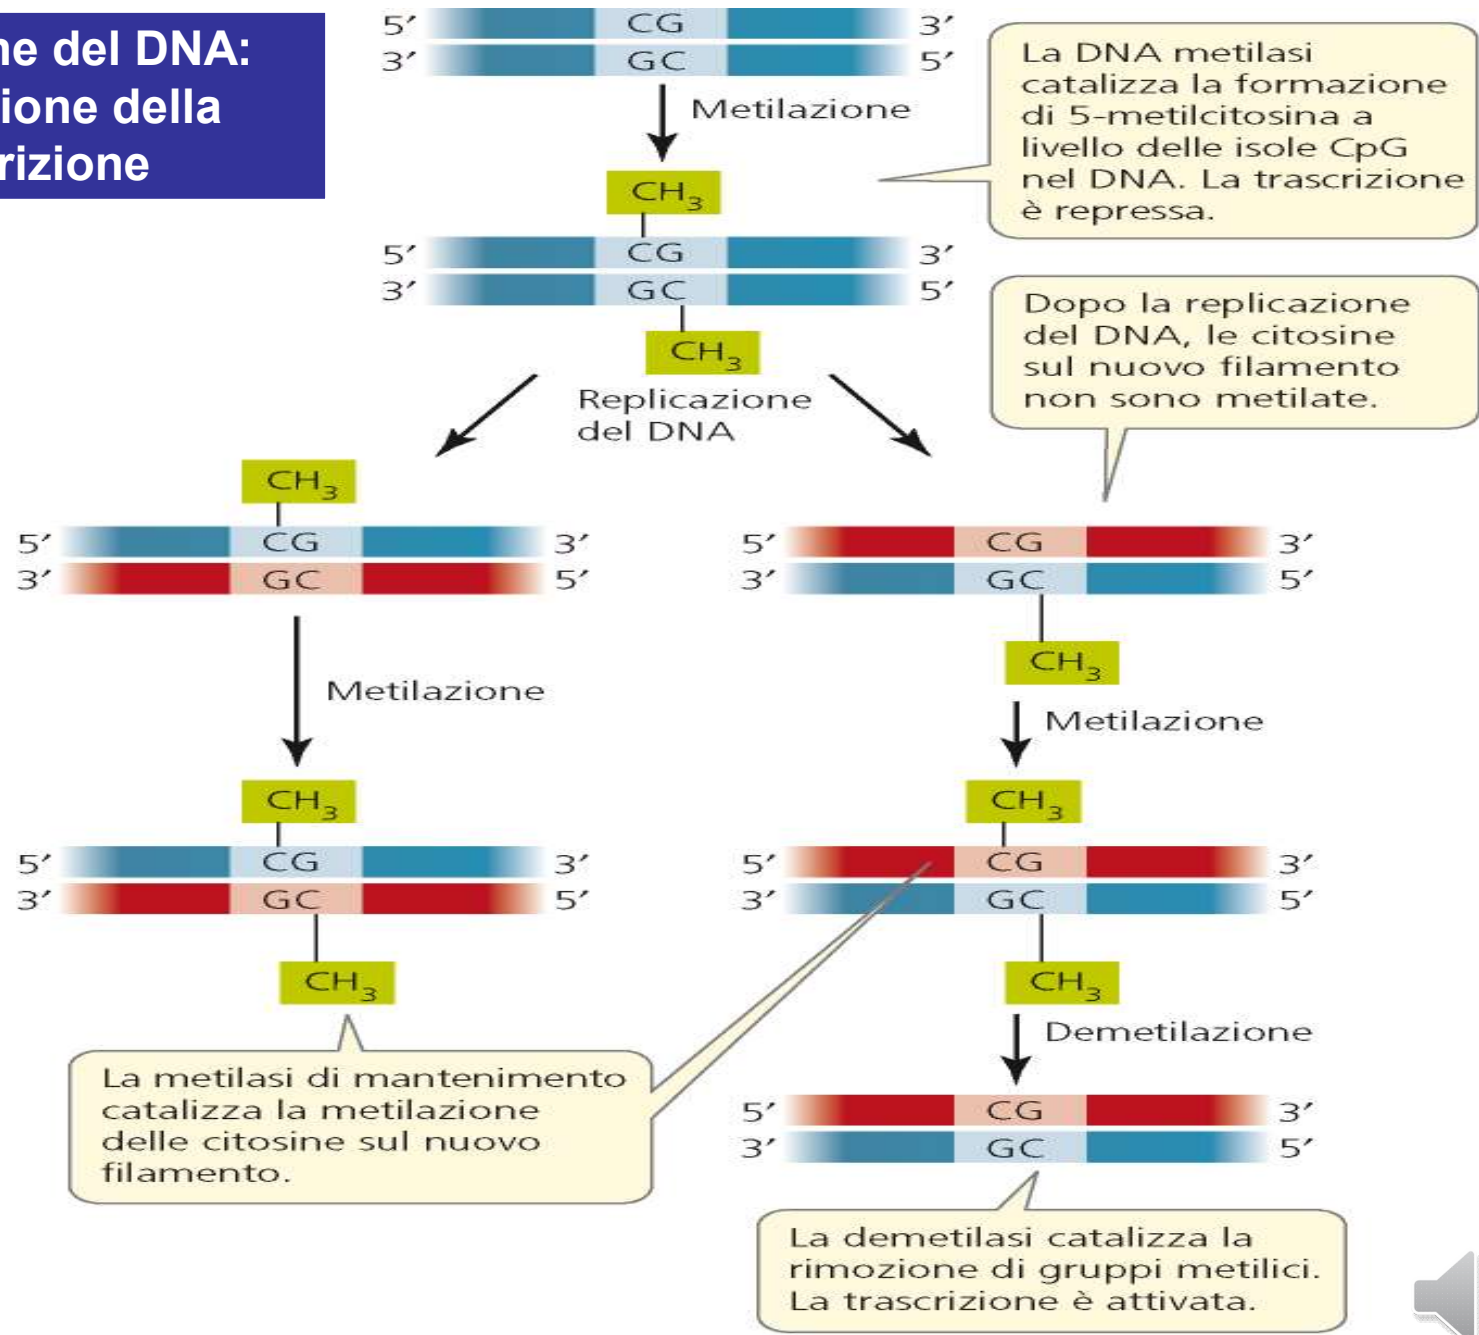 ne del DNA:
ione della
rizione
5′ CG 3′
3′ GC 5′
Metilazione
La DNA metilasi
catalizza la formazione
di 5-metilcitosina a
livello delle isole CpG
nel DNA. La trascrizione
è repressa.
CH3
5′ CG 3′
3′ GC 5′
CH3
Dopo la replicazione
del DNA, le citosine
sul nuovo filamento
non sono metilate.
Replicazione
del DNA
CH3
5′ CG 3′
3′ GC 5′
5′ CG 3′
3′ GC 5′
CH3
Metilazione
Metilazione
CH3
5′ CG 3′
3′ GC 5′
CH3
CH3
5′ CG 3′
3′ GC 5′
CH3
La metilasi di mantenimento
catalizza la metilazione
delle citosine sul nuovo
filamento.
Demetilazione
5′ CG 3′
3′ GC 5′
La demetilasi catalizza la
rimozione di gruppi metilici.
La trascrizione è attivata.